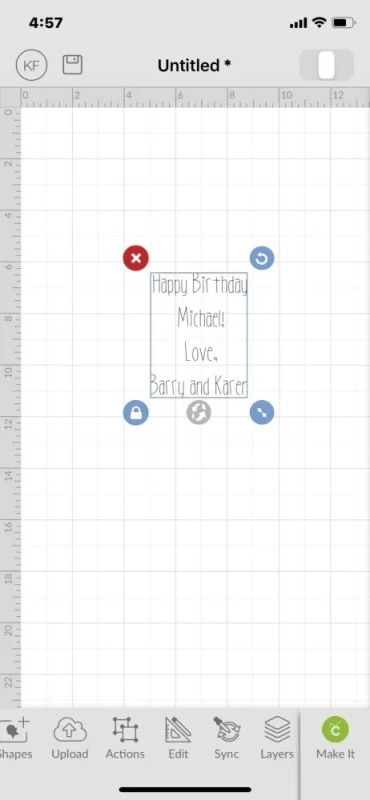 4:57
KF
Untitled *
0 2 4 6 8 10 12
0
2
4
6
8
10
12
14
16
18
20
22
Happy Birthday
Michael!
Love,
Barry and Karen
Shapes Upload Actions Edit Sync Layers Make It